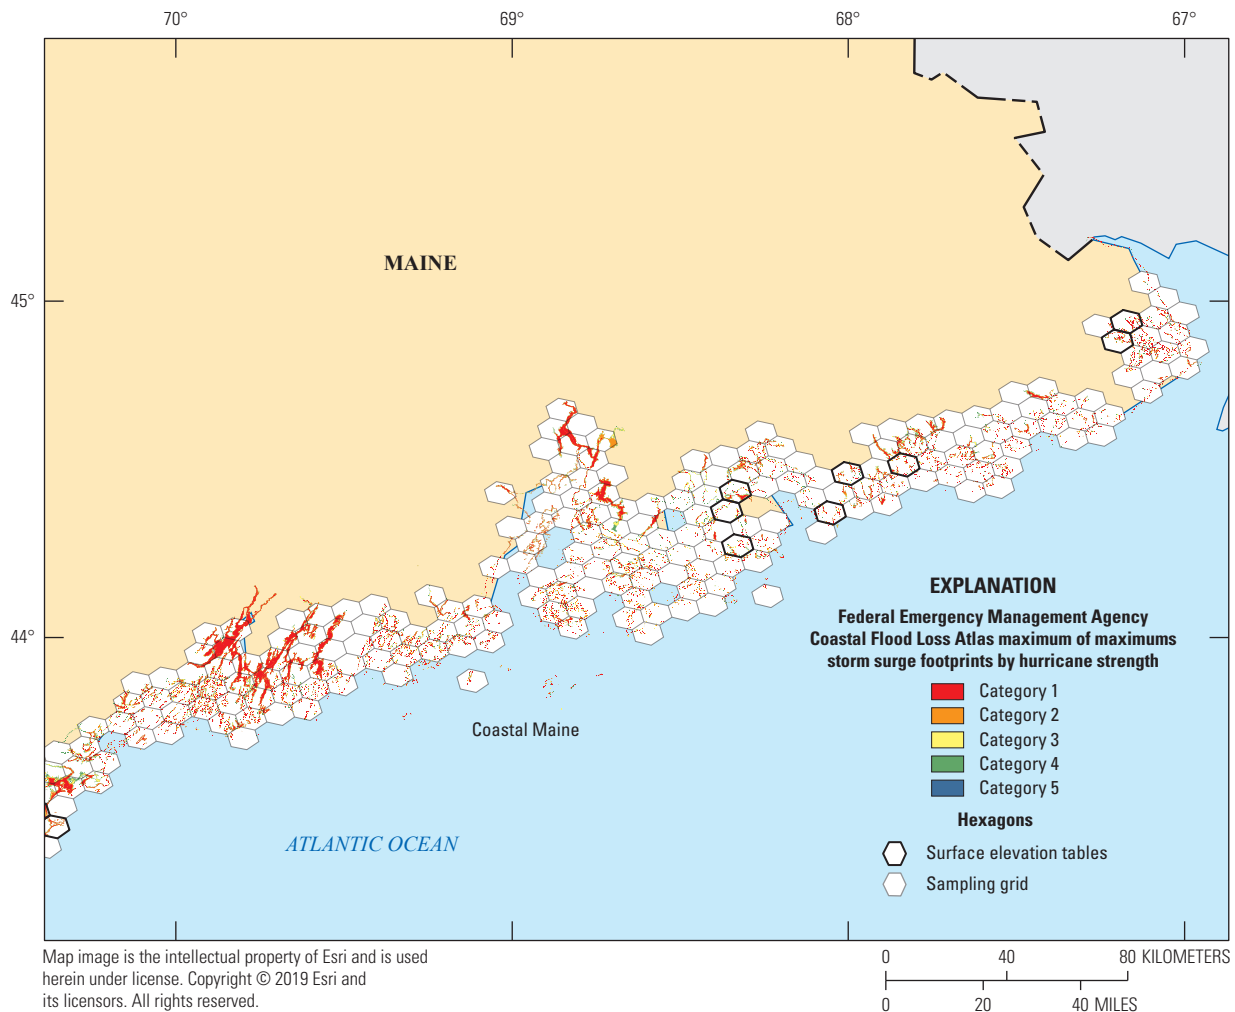 70°
69°
68°
67°
45°
44°
MAINE
Coastal Maine
ATLANTIC OCEAN
EXPLANATION
Federal Emergency Management Agency
Coastal Flood Loss Atlas maximum of maximums
storm surge footprints by hurricane strength
Category 1
Category 2
Category 3
Category 4
Category 5
Hexagons
Surface elevation tables
Sampling grid
Map image is the intellectual property of Esri and is used
herein under license. Copyright © 2019 Esri and
its licensors. All rights reserved.
0 40 80 KILOMETERS
0 20 40 MILES